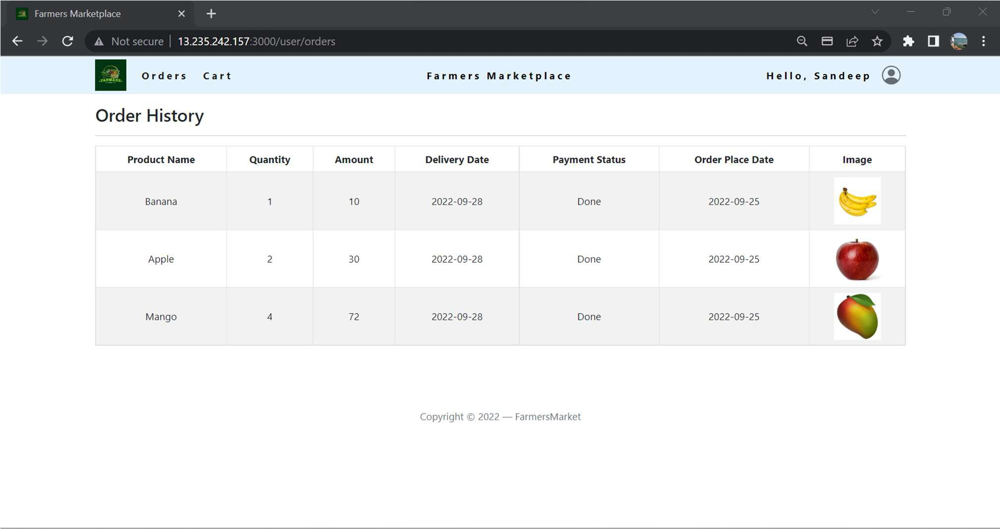 Farmers Marketplace
Not secure | 13.235.242.157:3000/user/orders
FARMERS
Orders Cart Farmers Marketplace Hello, Sandeep
Order History
Product Name Quantity Amount Delivery Date Payment Status Order Place Date Image
Banana 1 10 2022-09-28 Done 2022-09-25
Apple 2 30 2022-09-28 Done 2022-09-25
Mango 4 72 2022-09-28 Done 2022-09-25
Copyright © 2022 — FarmersMarket